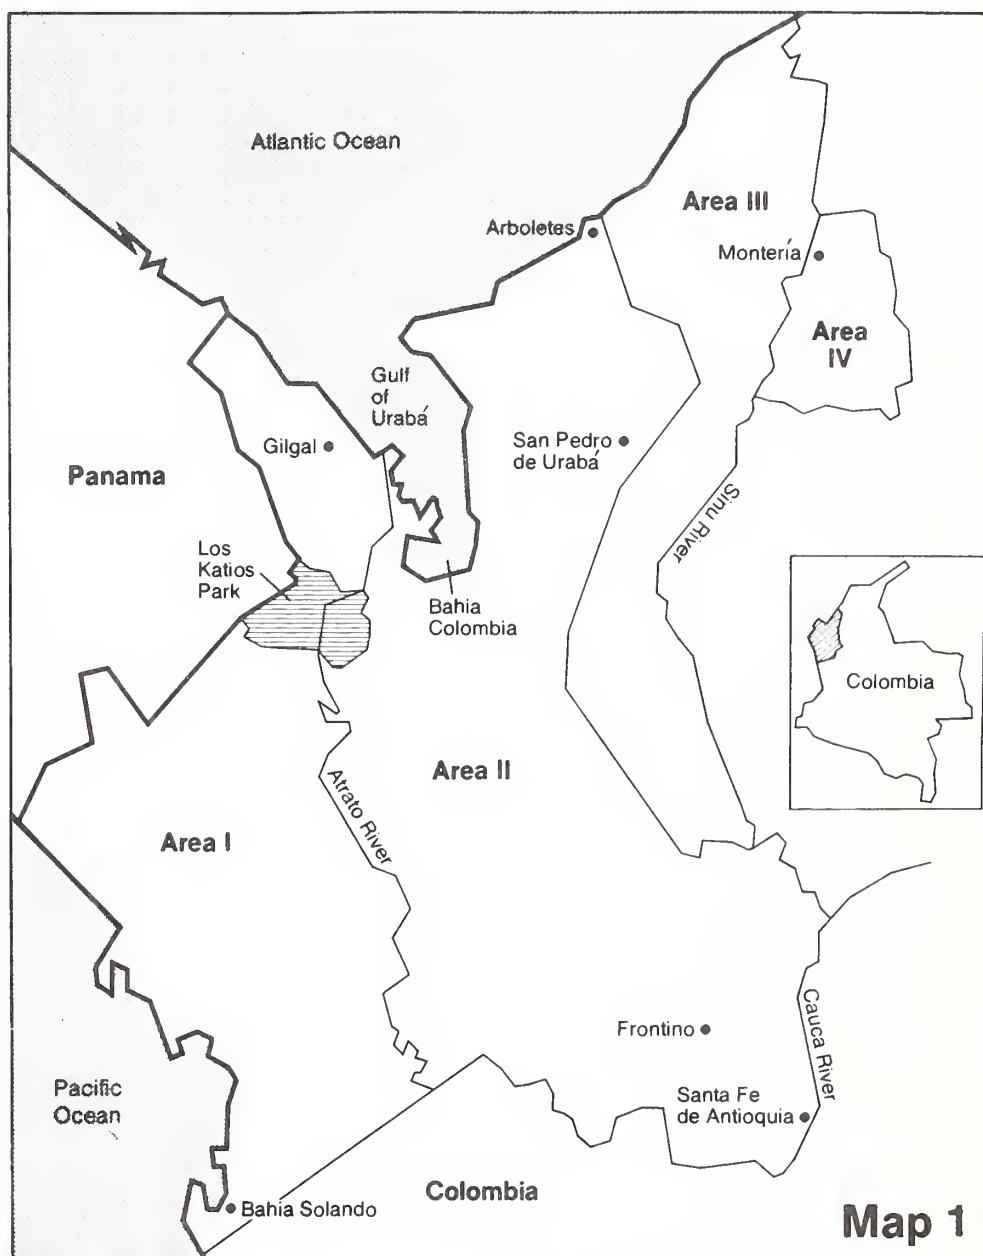 Atlantic Ocean
Area III
Arboletes
Montería
Area
IV
Gulf
of
Urabá
Gilgal
San Pedro
de Urabá
Panama
Sinu River
Los
Katios
Park
Bahia
Colombia
Colombia
Area II
Atrato River
Area I
Cauca River
Frontino
Pacific
Ocean
Santa Fe
de Antioquia
Colombia
Bahia Solando
Map 1